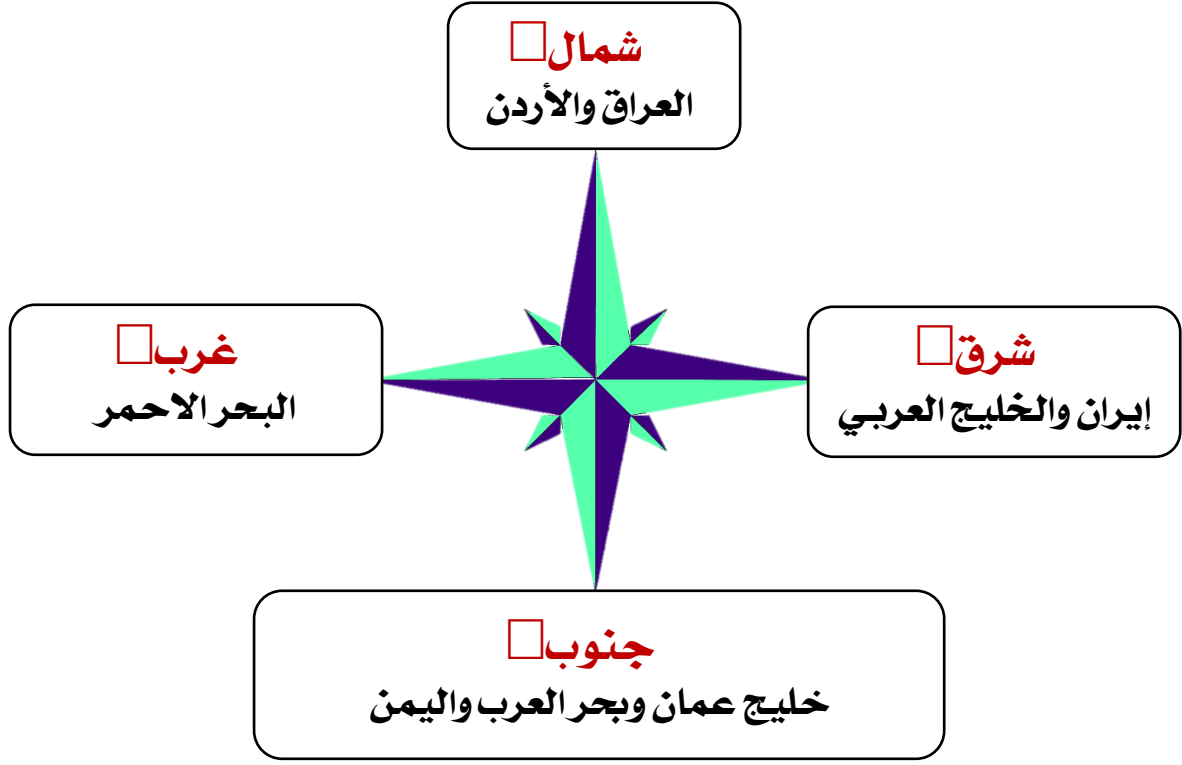 شمال□
العراق والأردن
شرق□
إيران والخليج العربي
غرب□
البحر الاحمر
جنوب□
خليج عمان وبحر العرب واليمن